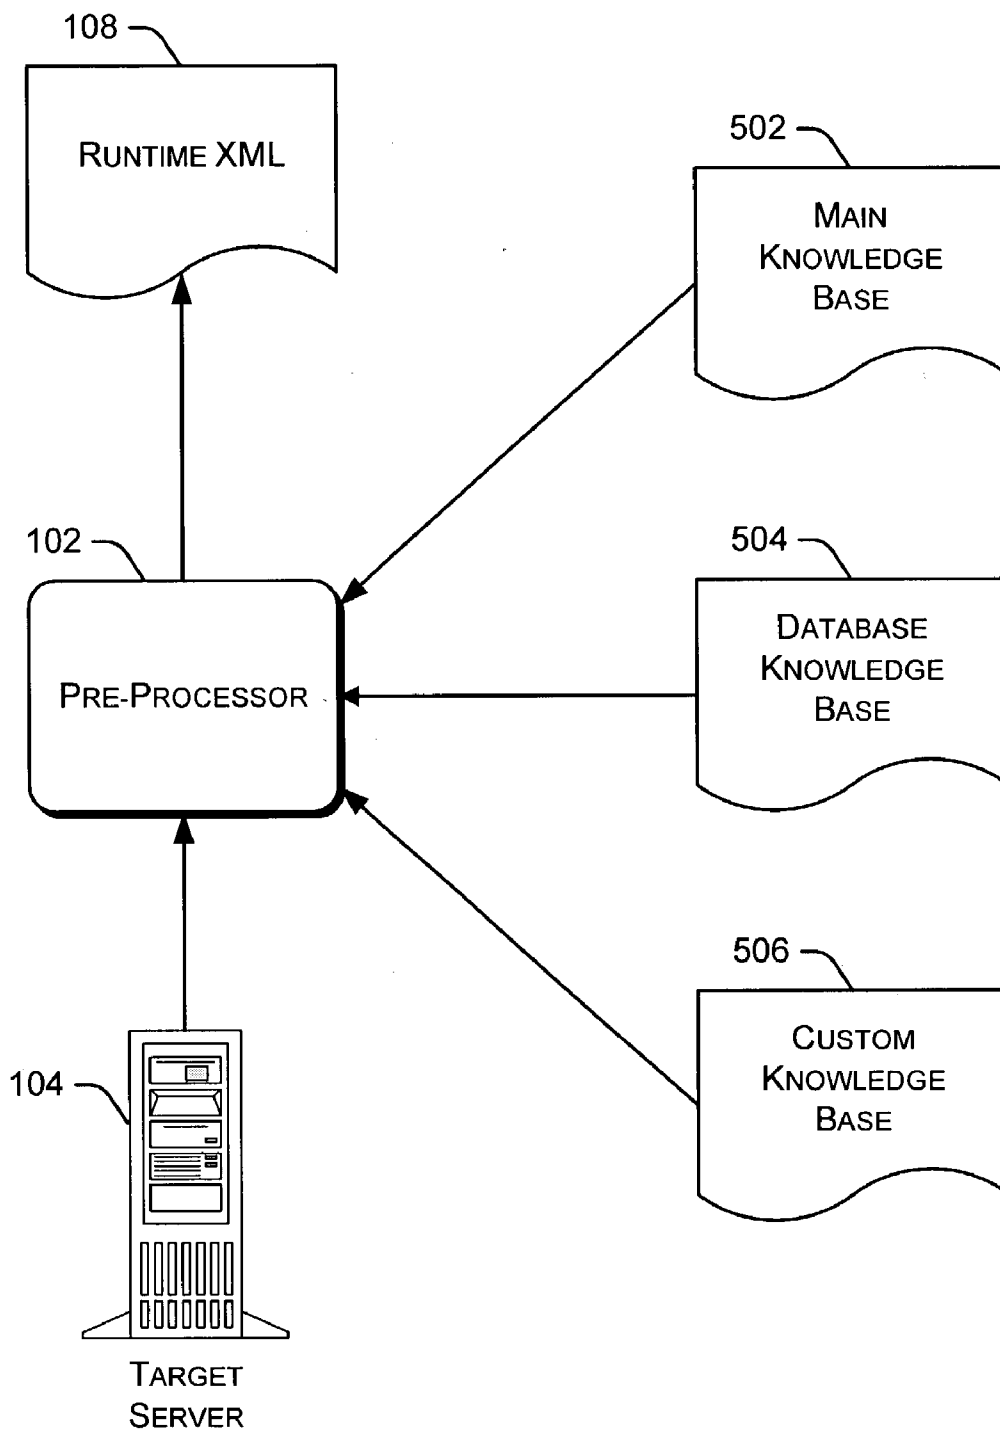 108
RUNTIME XML
502
MAIN
KNOWLEDGE
BASE
102
PRE-PROCESSOR
504
DATABASE
KNOWLEDGE
BASE
506
CUSTOM
KNOWLEDGE
BASE
104
TARGET
SERVER